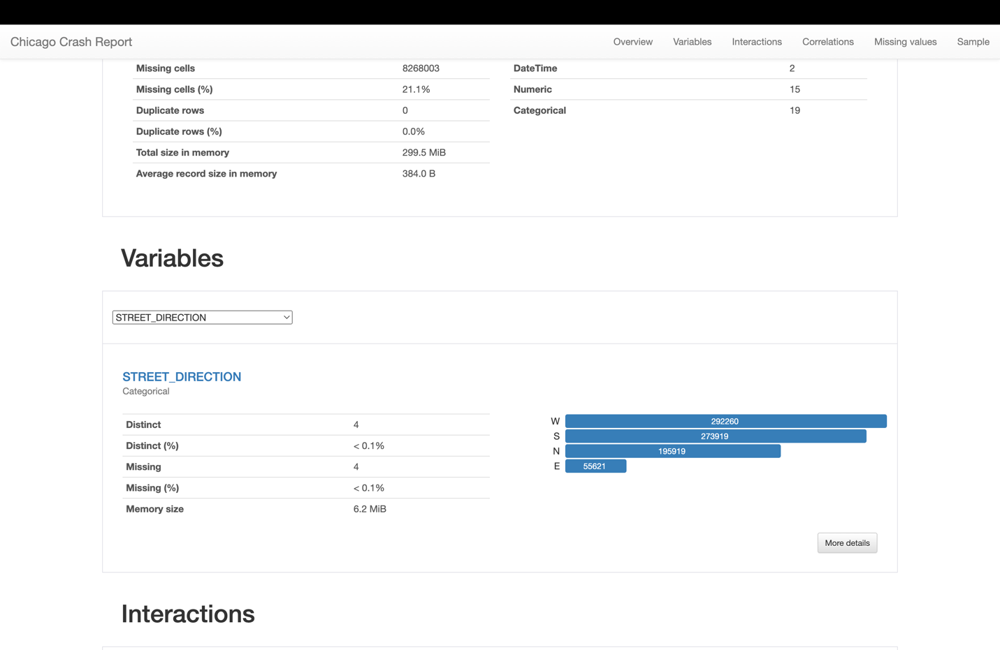 Chicago Crash Report
Overview Variables Interactions Correlations Missing values Sample
Missing cells 8268003
Missing cells (%) 21.1%
Duplicate rows 0
Duplicate rows (%) 0.0%
Total size in memory 299.5 MiB
Average record size in memory 384.0 B
DateTime 2
Numeric 15
Categorical 19
Variables
STREET_DIRECTION
STREET_DIRECTION
Categorical
Distinct 4
Distinct (%) < 0.1%
Missing 4
Missing (%) < 0.1%
Memory size 6.2 MiB
W 292260
S 273919
N 195919
E 55621
More details
Interactions